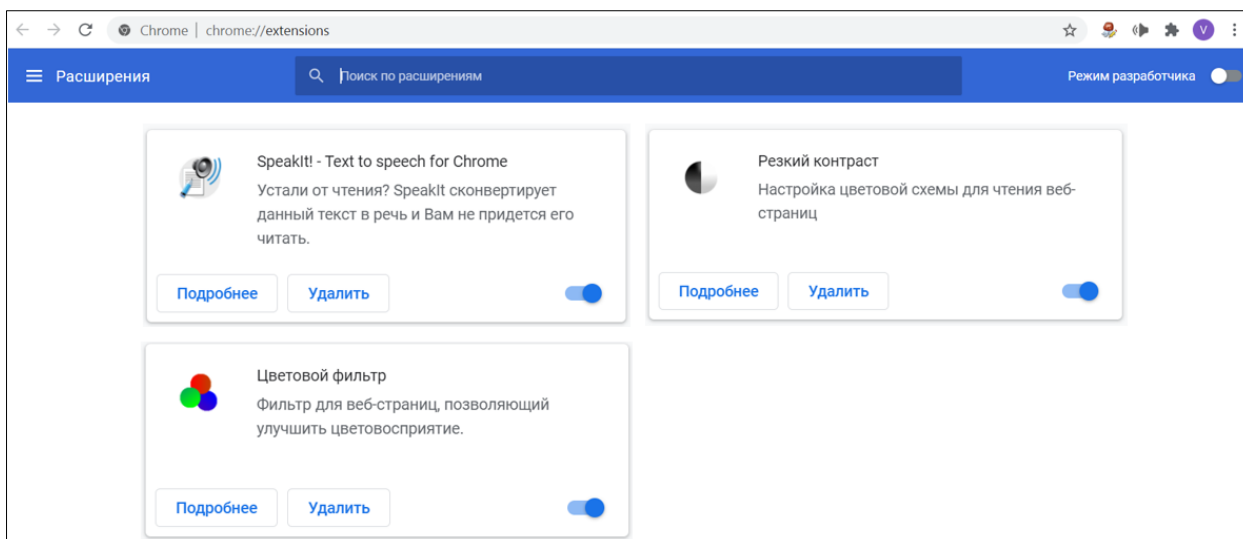 Chrome | chrome://extensions
V
Расширения
Поиск по расширениям
Режим разработчика
SpeakIt! - Text to speech for Chrome
Устали от чтения? SpeakIt сконвертирует
данный текст в речь и Вам не придется его
читать.
Подробнее
Удалить
Резкий контраст
Настройка цветовой схемы для чтения веб-
страниц
Подробнее
Удалить
Цветовой фильтр
Фильтр для веб-страниц, позволяющий
улучшить цветовосприятие.
Подробнее
Удалить